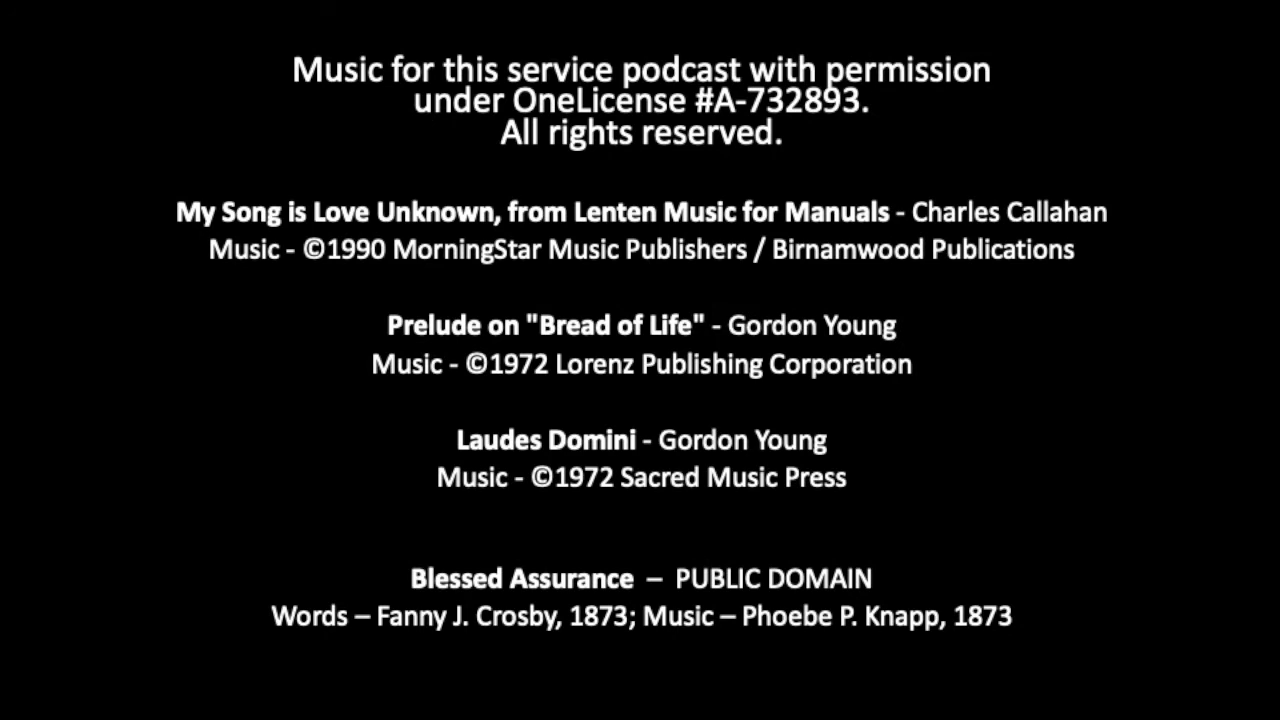 Music for this service podcast with permission
under OneLicense #A-732893.
All rights reserved.
My Song is Love Unknown, from Lenten Music for Manuals - Charles Callahan
Music - ©1990 MorningStar Music Publishers / Birnamwood Publications
Prelude on "Bread of Life" - Gordon Young
Music - ©1972 Lorenz Publishing Corporation
Laudes Domini - Gordon Young
Music - ©1972 Sacred Music Press
Blessed Assurance – PUBLIC DOMAIN
Words – Fanny J. Crosby, 1873; Music – Phoebe P. Knapp, 1873